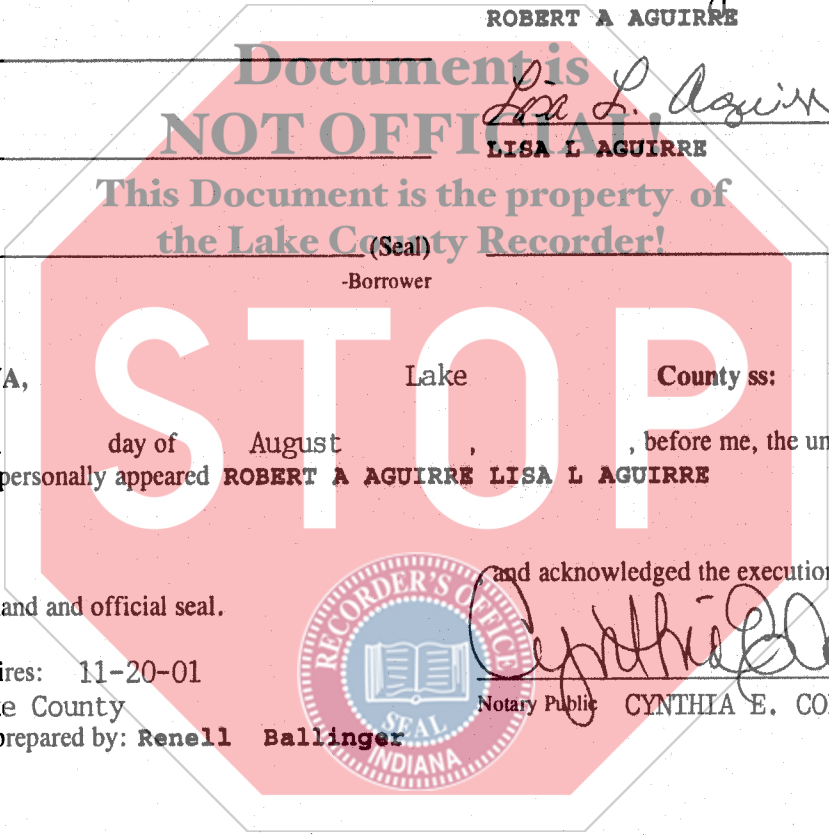 ROBERT A AGUIRRE
Document is
Lisa L. Aguirr
NOT OFFICIAL!
LISA L AGUIRRE
This Document is the property of
the Lake County Recorder!
(Seal)
-Borrower
STOP
A, Lake County ss:
day of August , , before me, the un
personally appeared ROBERT A AGUIRRE LISA L AGUIRRE
, and acknowledged the execution
and and official seal.
RECORDER'S OFFICE
ires: 11-20-01
e County
Notary Public CYNTHIA E. CO
prepared by: Renell Ballinger
SEAL
INDIANA